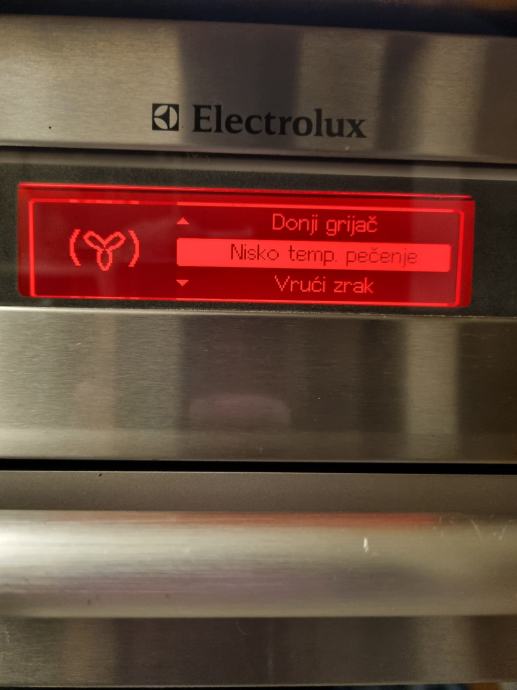 Electrolux
Donji grijač
Nisko temp. pečenje
Vrući zrak